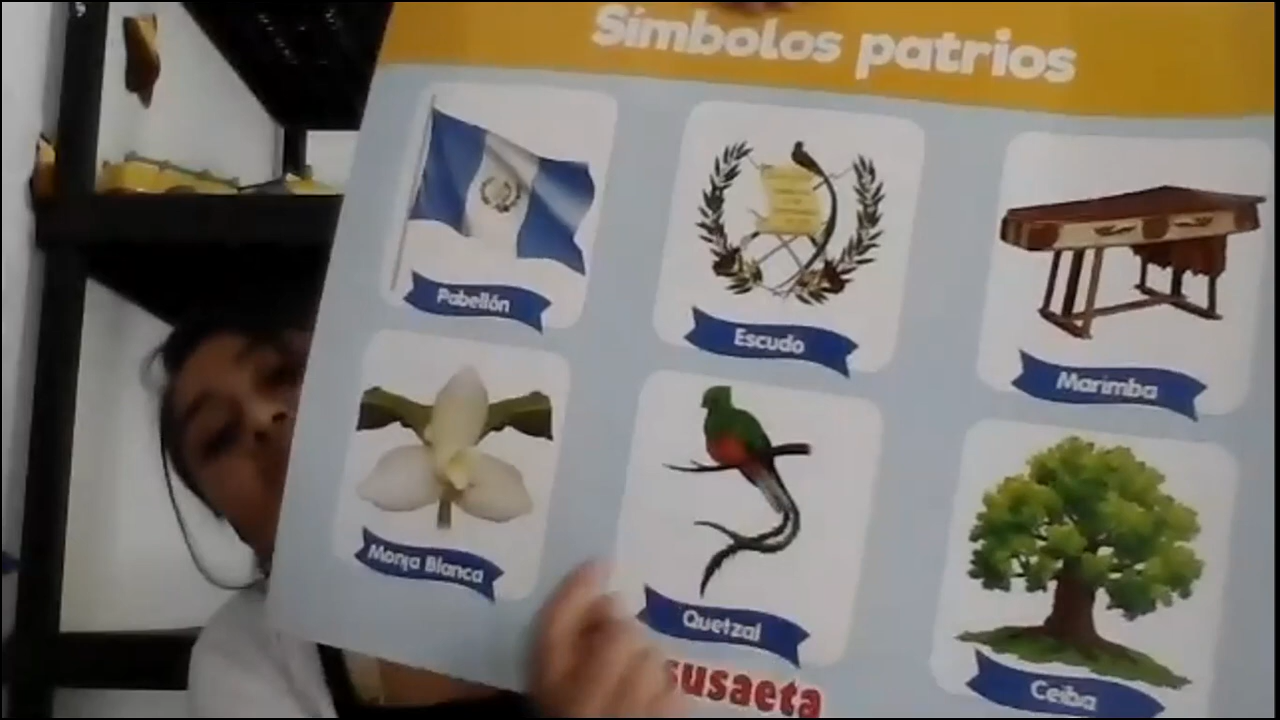 Símbolos patrios
Pabellón
Escudo
Marimba
Monja Blanca
Quetzal
Ceiba
susaeta